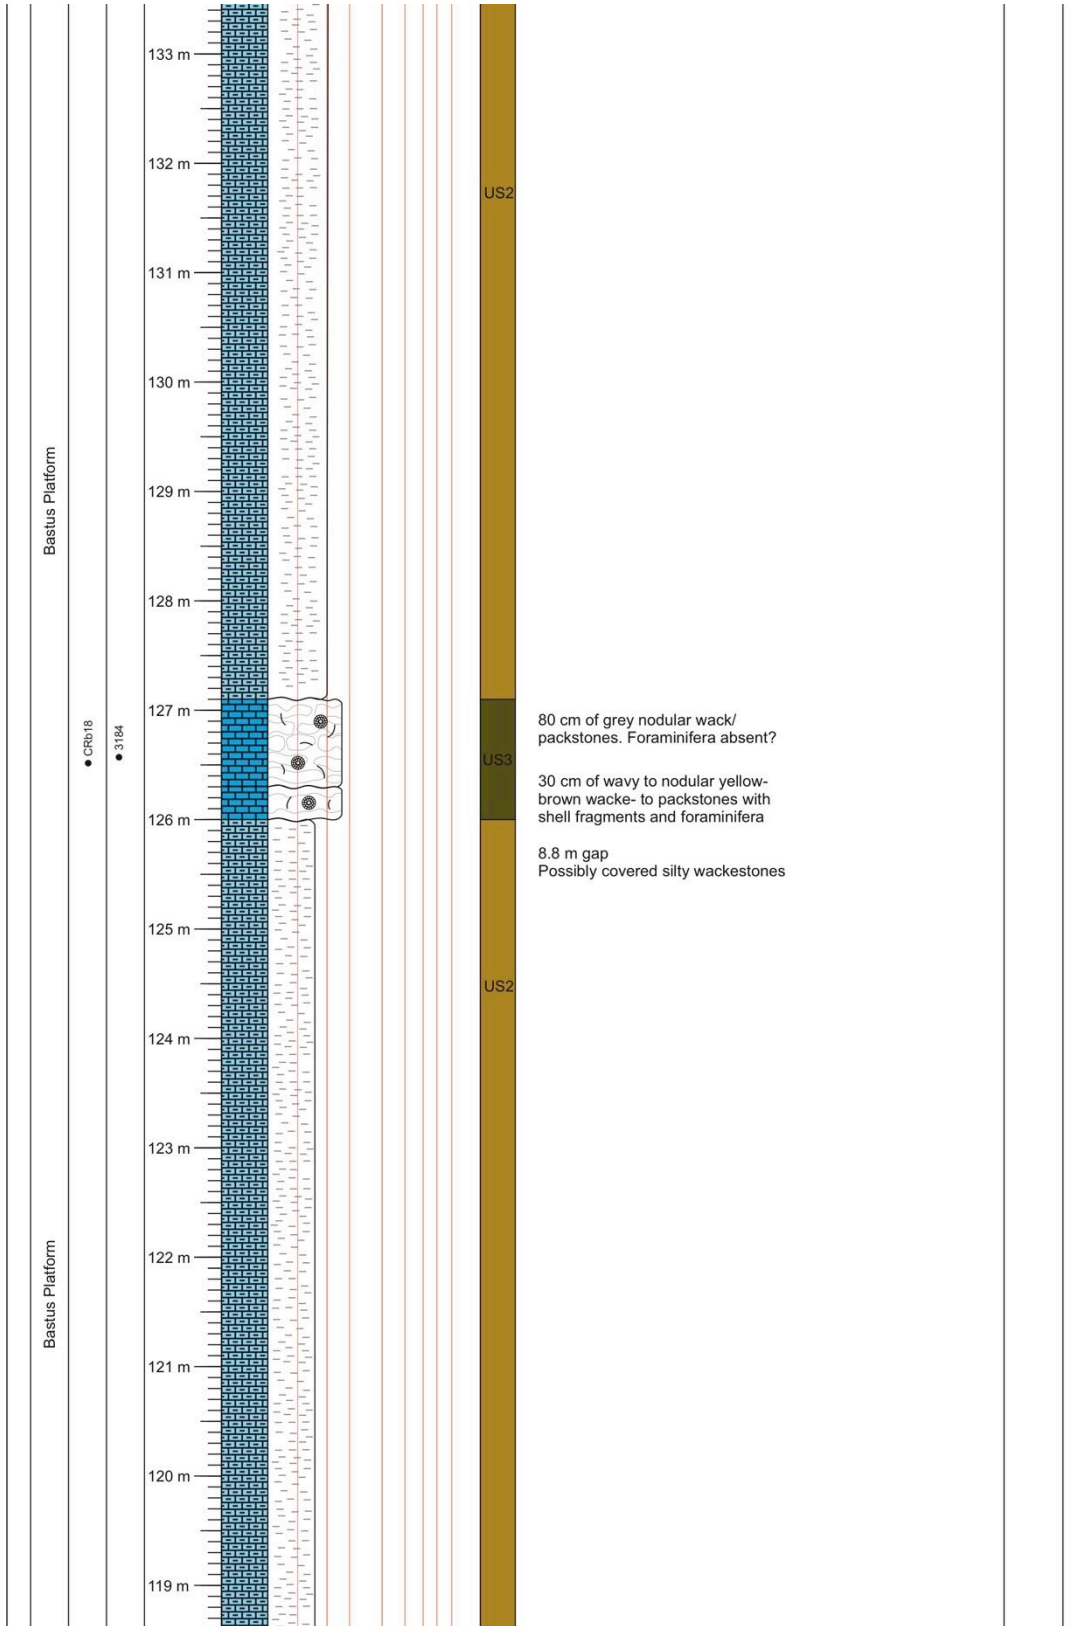 133 m
132 m
US2
131 m
130 m
Bastus Platform
129 m
128 m
127 m
CRb18
3184
80 cm of grey nodular wack/
packstones. Foraminifera absent?
US3
30 cm of wavy to nodular yellow-
brown wacke- to packstones with
shell fragments and foraminifera
126 m
8.8 m gap
Possibly covered silty wackestones
125 m
US2
124 m
123 m
122 m
Bastus Platform
121 m
120 m
119 m